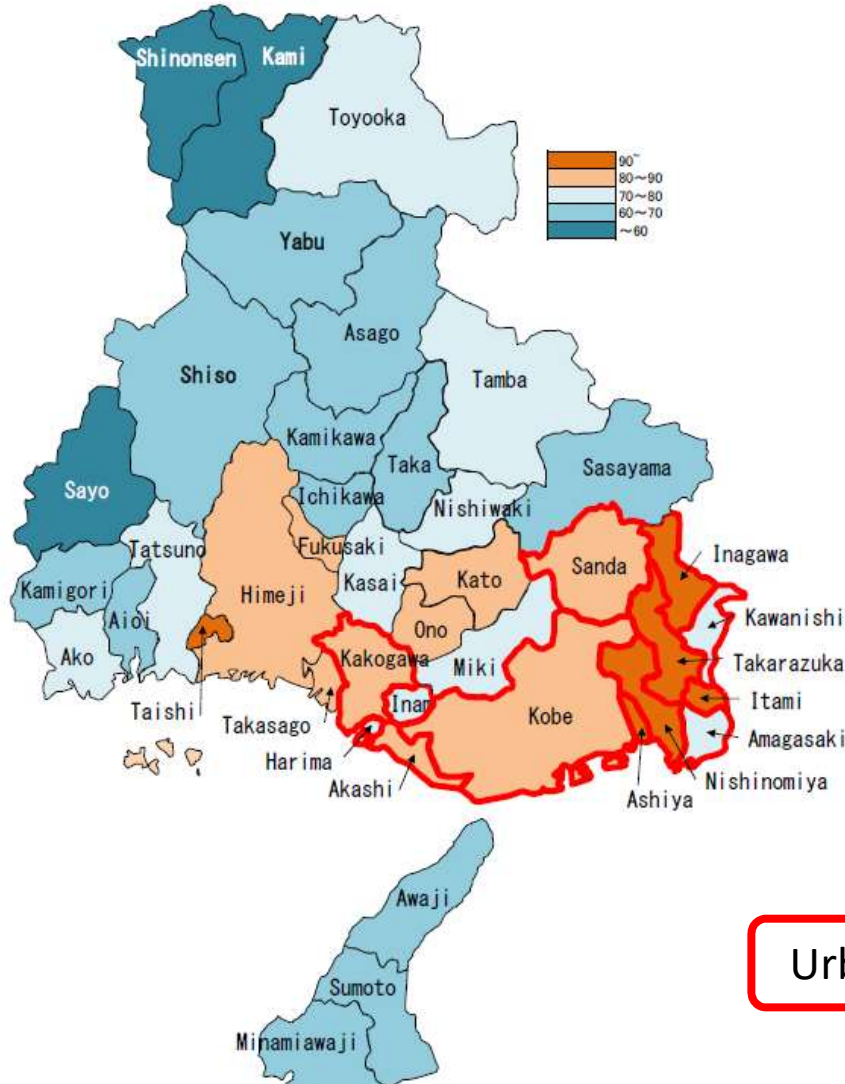 Shinonsen
Kami
Toyooka
90~
80～90
70～80
60～70
～60
Yabu
Asago
Shiso
Tamba
Kamikawa
Taka
Sasayama
Sayo
Ichikawa
Nishiwaki
Tatsuno
Fukusaki
Sanda
Inagawa
Kamigori
Himeji
Kasai
Kato
Aioi
Kawanishi
Ono
Ako
Kakogawa
Miki
Takarazuka
Inam
Itami
Taishi
Takasago
Kobe
Amagasaki
Harima
Akashi
Nishinomiya
Ashiya
Awaji
Urb
Sumoto
Minamiawaji